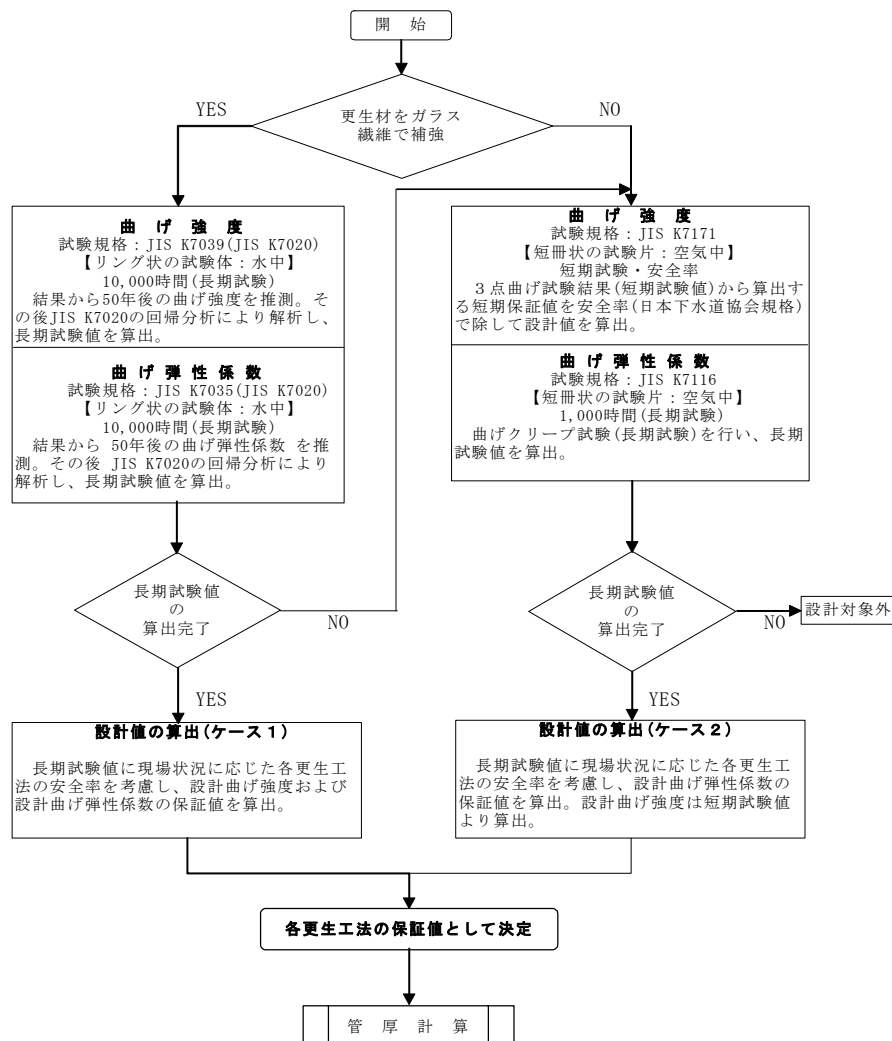 開 始
更生材をガラス
繊維で補強
YES
NO
曲 げ 強 度
試験規格：JIS K7039(JIS K7020)
【リング状の試験体：水中】
10,000時間(長期試験)
結果から50年後の曲げ強度を推測。そ
の後JIS K7020の回帰分析により解析し、
長期試験値を算出。
曲 げ 弾 性 係 数
試験規格：JIS K7035(JIS K7020)
【リング状の試験体：水中】
10,000時間(長期試験)
結果から 50年後の曲げ弾性係数 を推
測。その後 JIS K7020の回帰分析により
解析し、長期試験値を算出。
曲 げ 強 度
試験規格：JIS K7171
【短冊状の試験片：空気中】
短期試験・安全率
３点曲げ試験結果(短期試験値)から算出す
る短期保証値を安全率(日本下水道協会規格)
で除して設計値を算出。
曲 げ 弾 性 係 数
試験規格：JIS K7116
【短冊状の試験片：空気中】
1,000時間(長期試験)
曲げクリープ試験(長期試験)を行い、長期
試験値を算出。
長期試験値
の
算出完了
NO
YES
長期試験値
の
算出完了
NO
設計対象外
YES
設計値の算出(ケース１)
長期試験値に現場状況に応じた各更生工
法の安全率を考慮し、設計曲げ強度および
設計曲げ弾性係数の保証値を算出。
設計値の算出(ケース２)
長期試験値に現場状況に応じた各更生工
法の安全率を考慮し、設計曲げ弾性係数の
保証値を算出。設計曲げ強度は短期試験値
より算出。
各更生工法の保証値として決定
管 厚 計 算